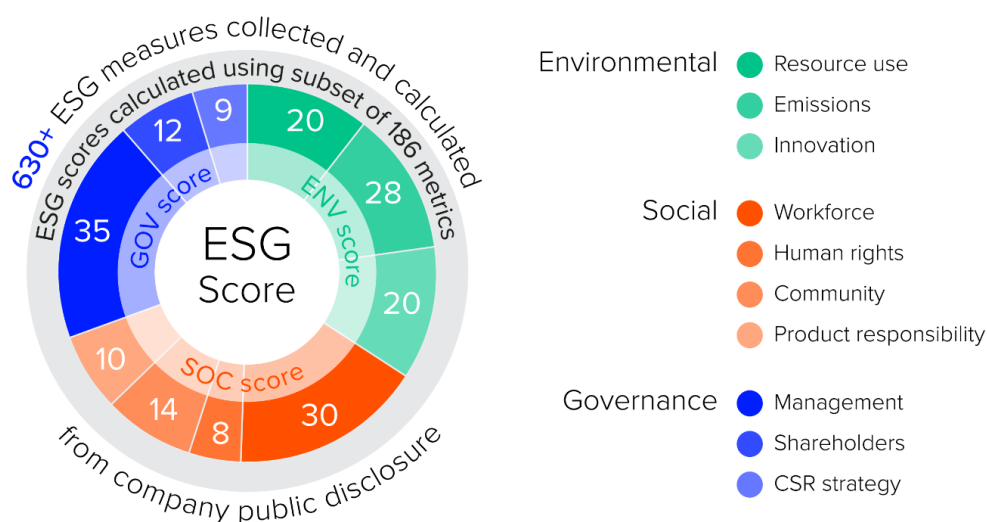 630+ ESG measures collected and calculated
ESG scores calculated using subset of 186 metrics
from company public disclosure
20
28
20
30
8
14
10
35
12
9
ENV score
SOC score
GOV score
ESG
Score
Environmental
Resource use
Emissions
Innovation
Social
Workforce
Human rights
Community
Product responsibility
Governance
Management
Shareholders
CSR strategy